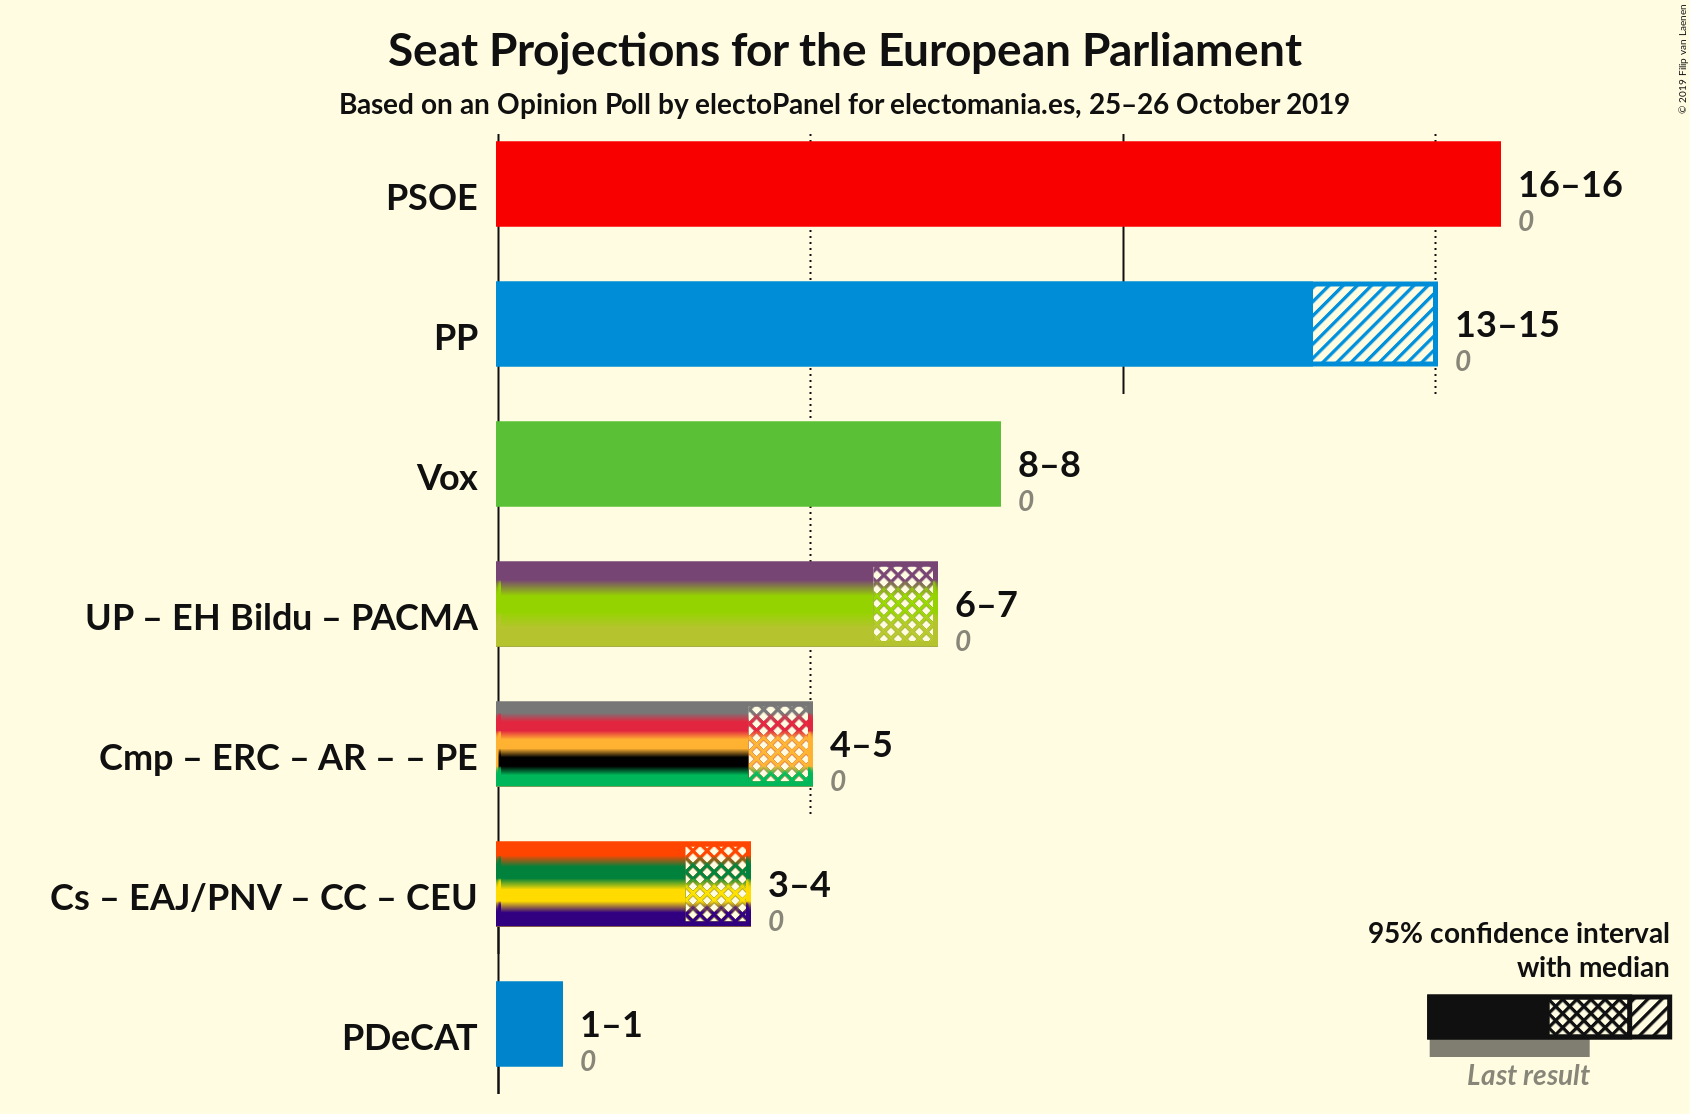 Seat Projections for the European Parliament
Based on an Opinion Poll by electoPanel for electomania.es, 25–26 October 2019
© 2019 Filip van Laenen
PSOE
16–16
0
PP
13–15
0
Vox
8–8
0
UP – EH Bildu – PACMA
6–7
0
Cmp – ERC – AR – – PE
4–5
0
Cs – EAJ/PNV – CC – CEU
3–4
0
PDeCAT
1–1
0
95% confidence interval
with median
Last result